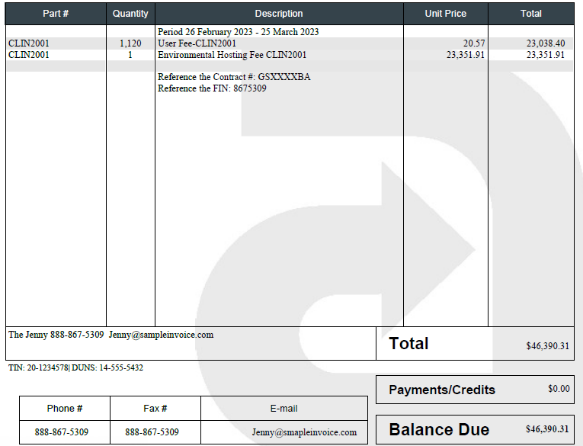 Part # Quantity Description Unit Price Total
Period 26 February 2023 - 25 March 2023
CLIN2001 1,120 User Fee-CLIN2001 20.57 23,038.40
CLIN2001 1 Environmental Hosting Fee CLIN2001 23,351.91 23,351.91
Reference the Contract #: GSXXXXBA
Reference the FIN: 8675309
The Jenny 888-867-5309 Jenny@sampleinvoice.com
Total $46,390.31
TIN: 20-1234578| DUNS: 14-555-5432
Payments/Credits $0.00
Phone # Fax # E-mail
888-867-5309 888-867-5309 Jenny@smapleinvoice.com
Balance Due $46,390.31